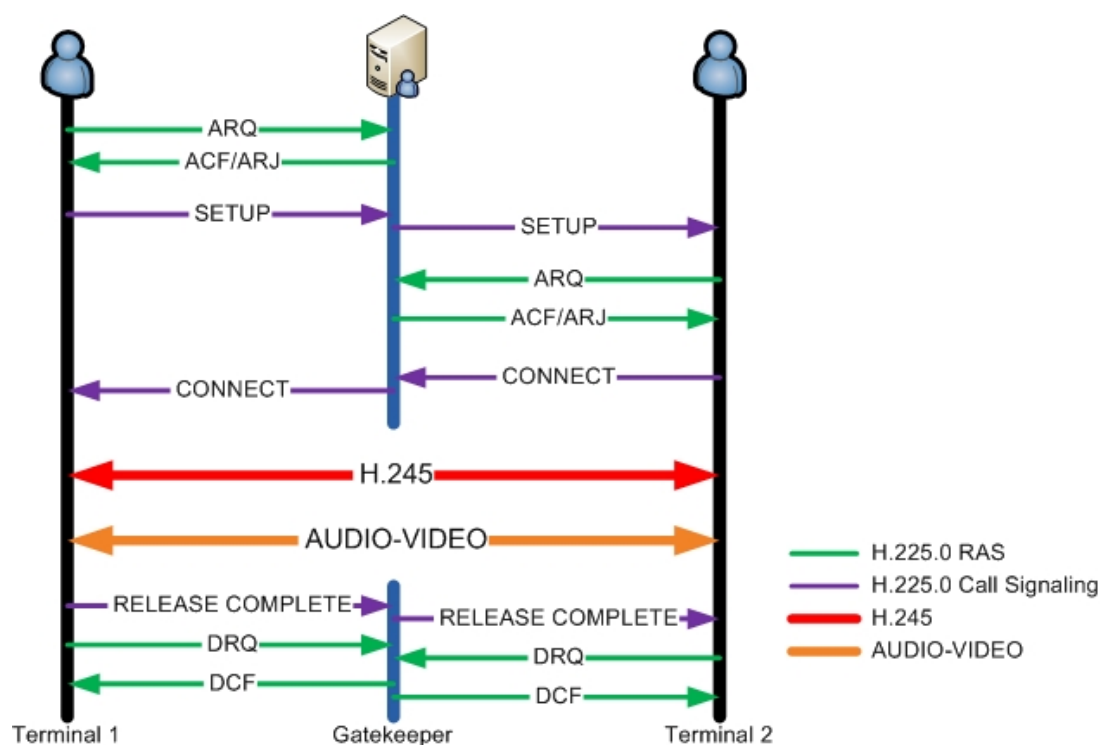 ARQ
ACF/ARJ
SETUP
SETUP
ARQ
ACF/ARJ
CONNECT
CONNECT
H.245
AUDIO-VIDEO
H.225.0 RAS
H.225.0 Call Signaling
H.245
AUDIO-VIDEO
RELEASE COMPLETE
RELEASE COMPLETE
DRQ
DRQ
DCF
DCF
Terminal 1
Gatekeeper
Terminal 2